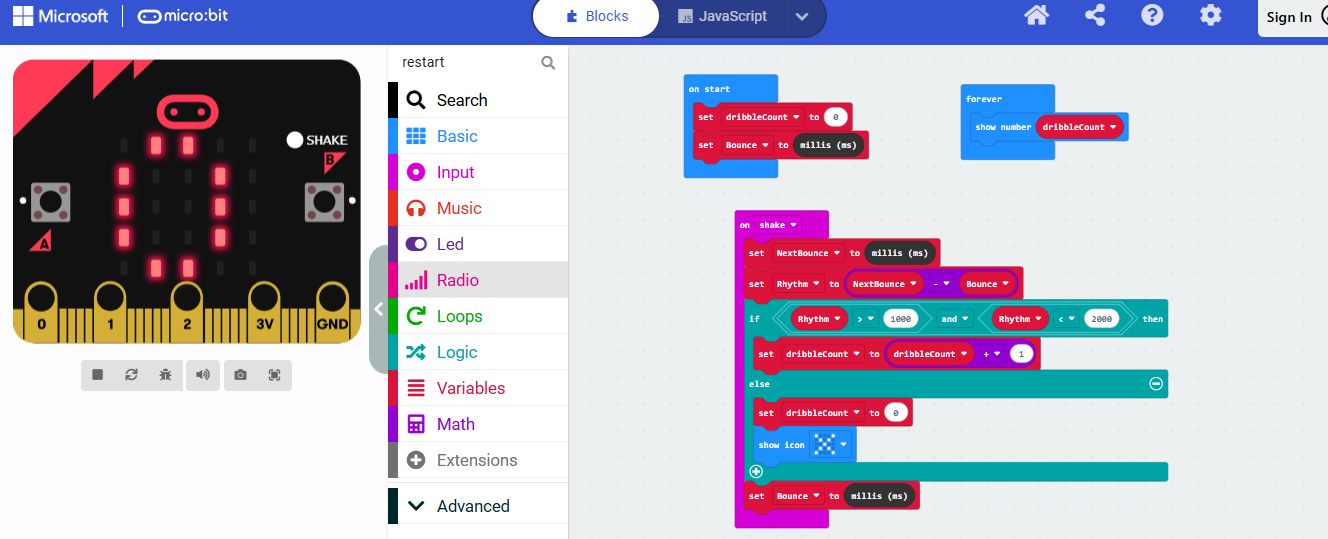 Microsoft micro:bit
Blocks JS JavaScript
Sign In
restart
Search
Basic
Input
Music
Led
Radio
Loops
Logic
Variables
Math
Extensions
Advanced
SHAKE
B
A
0 1 2 3V GND
on start
set dribbleCount to 0
set Bounce to millis (ms)
forever
show number dribbleCount
on shake
set NextBounce to millis (ms)
set Rhythm to NextBounce - Bounce
if Rhythm > 1000 and Rhythm < 2000 then
set dribbleCount to dribbleCount + 1
else
set dribbleCount to 0
show icon
set Bounce to millis (ms)